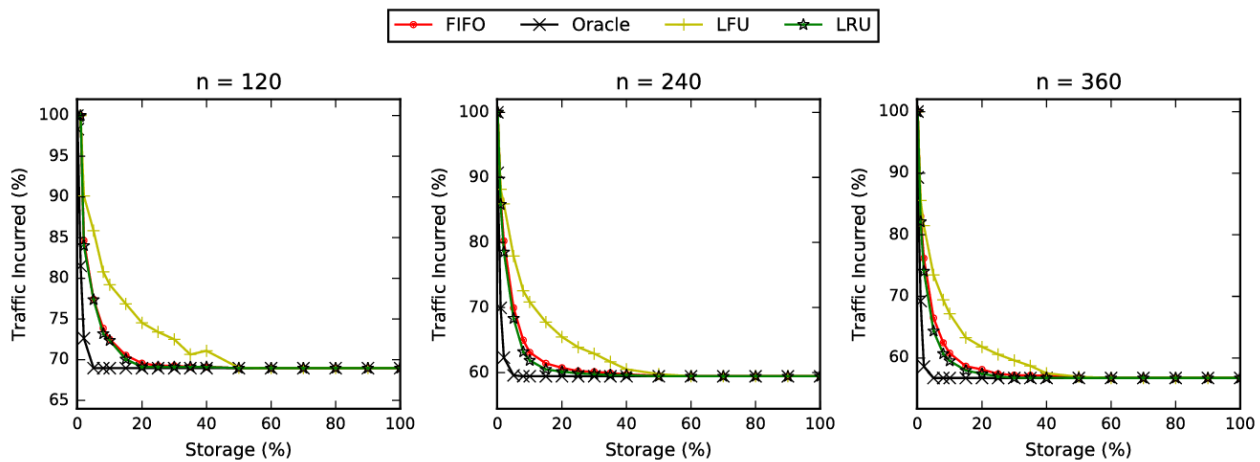 FIFO Oracle LFU LRU
n = 120
Traffic Incurred (%)
100
95
90
85
80
75
70
65
0 20 40 60 80 100
Storage (%)
n = 240
Traffic Incurred (%)
100
90
80
70
60
0 20 40 60 80 100
Storage (%)
n = 360
Traffic Incurred (%)
100
90
80
70
60
0 20 40 60 80 100
Storage (%)